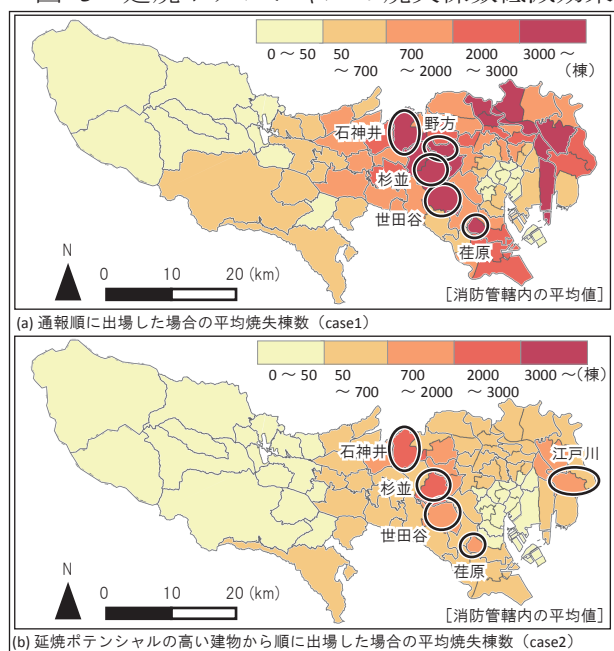 0 ~ 50
50 ~ 700
700 ~ 2000
2000 ~ 3000
3000 ~ (棟)
石神井
野方
杉並
世田谷
荏原
N
0 10 20 (km)
[消防管轄内の平均値]
(a) 通報順に出場した場合の平均焼失棟数(case1)
0 ~ 50
50 ~ 700
700 ~ 2000
2000 ~ 3000
3000 ~(棟)
石神井
江戸川
杉並
世田谷
荏原
N
0 10 20 (km)
[消防管轄内の平均値]
(b) 延焼ポテンシャルの高い建物から順に出場した場合の平均焼失棟数(case2)